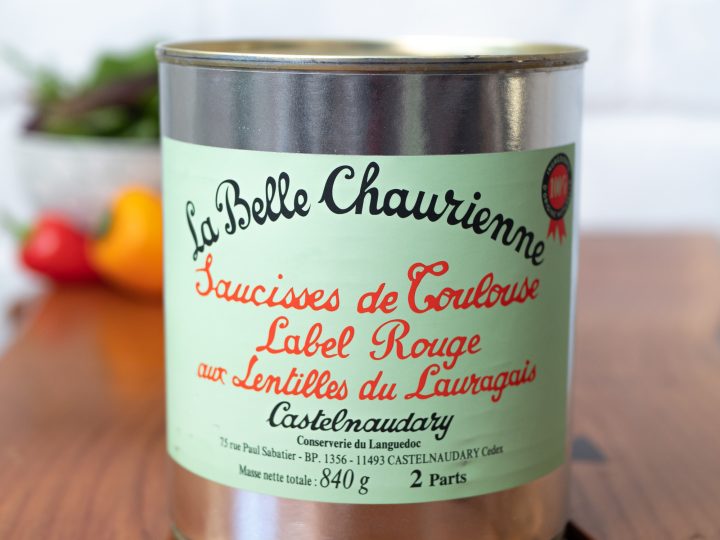 La Belle Chaurienne
100%
Saucisses de Toulouse
Label Rouge
aux Lentilles du Lauragais
Castelnaudary
Conserverie du Languedoc
75 rue Paul Sabatier - BP. 1356 - 11493 CASTELNAUDARY Cedex
Masse nette totale : 840 g 2 Parts